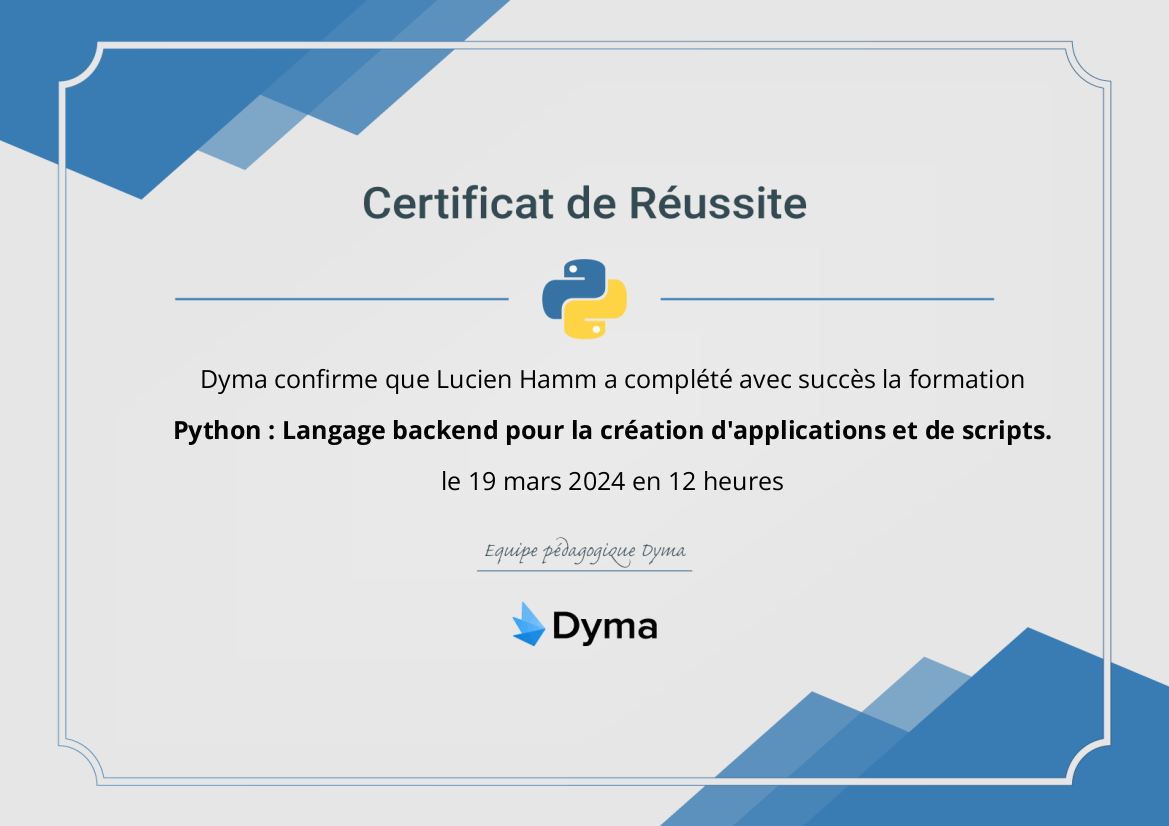 Certificat de Réussite
Dyma confirme que Lucien Hamm a complété avec succès la formation
Python : Langage backend pour la création d'applications et de scripts.
le 19 mars 2024 en 12 heures
Equipe pédagogique Dyma
Dyma